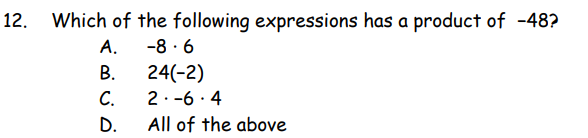 12. Which of the following expressions has a product of -48?
A. -8 · 6
B. 24(-2)
C. 2 · -6 · 4
D. All of the above